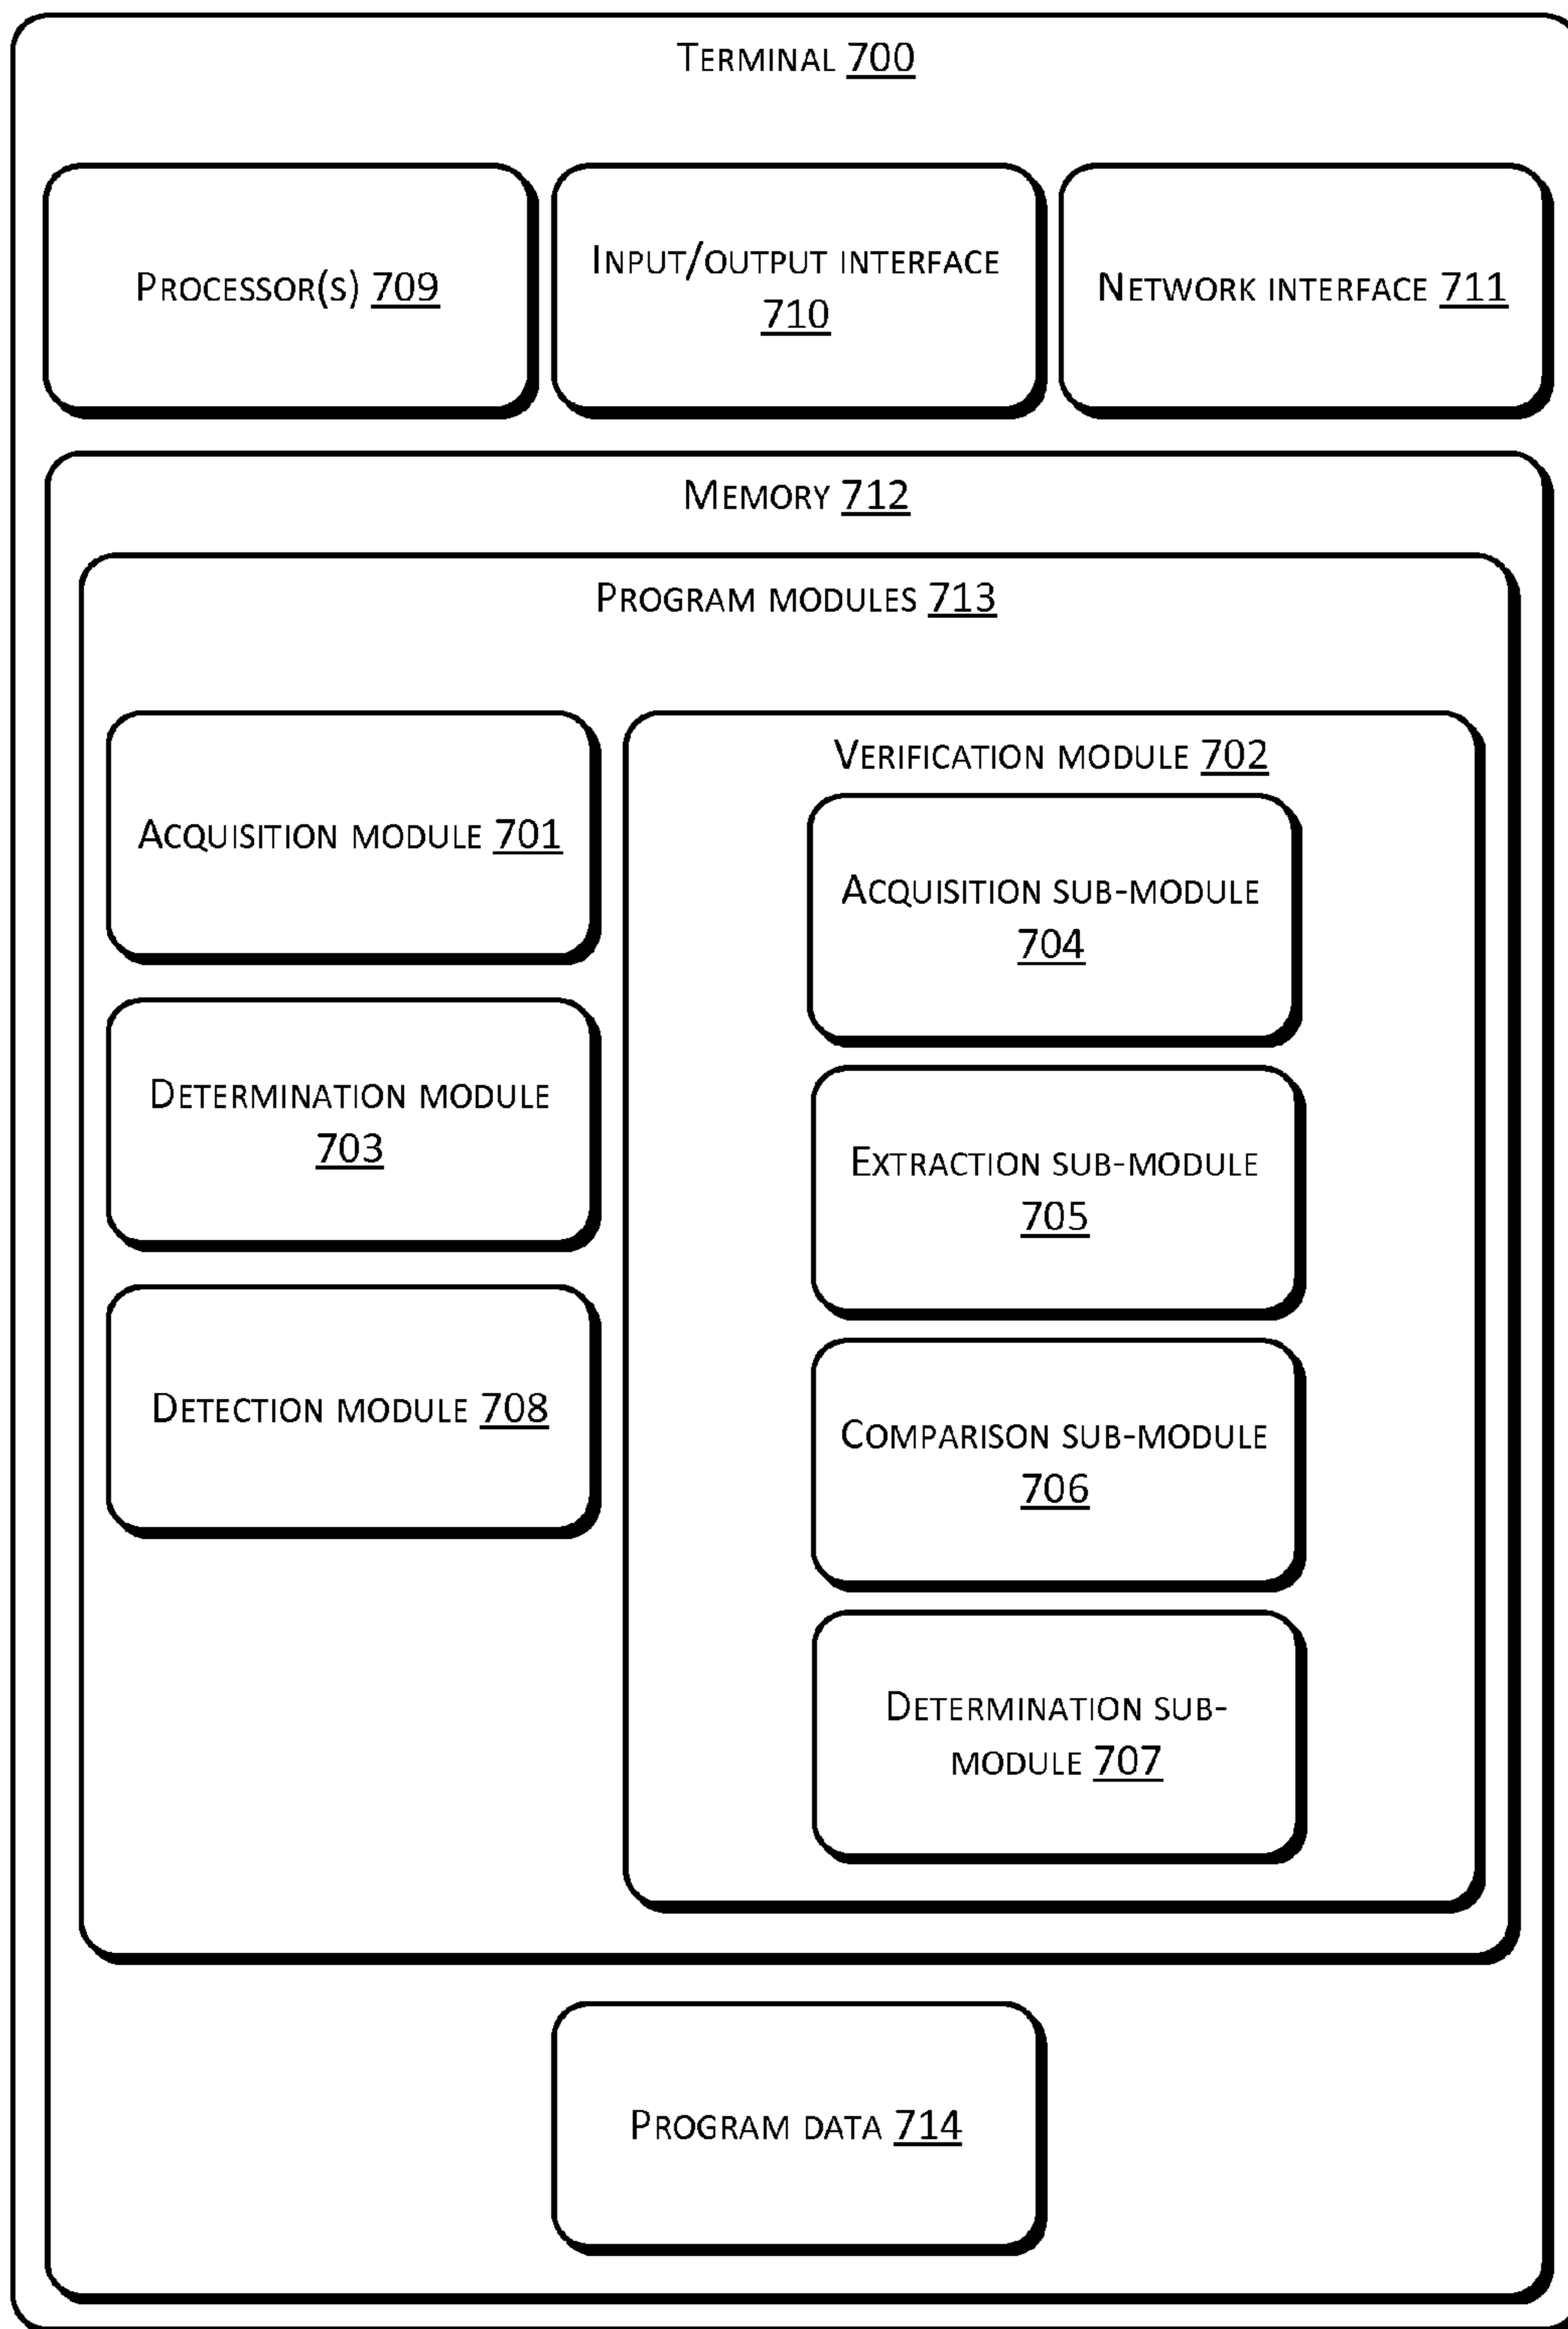 TERMINAL 700
PROCESSOR(S) 709
INPUT/OUTPUT INTERFACE
710
NETWORK INTERFACE 711
MEMORY 712
PROGRAM MODULES 713
ACQUISITION MODULE 701
DETERMINATION MODULE
703
DETECTION MODULE 708
VERIFICATION MODULE 702
ACQUISITION SUB-MODULE
704
EXTRACTION SUB-MODULE
705
COMPARISON SUB-MODULE
706
DETERMINATION SUB-
MODULE 707
PROGRAM DATA 714